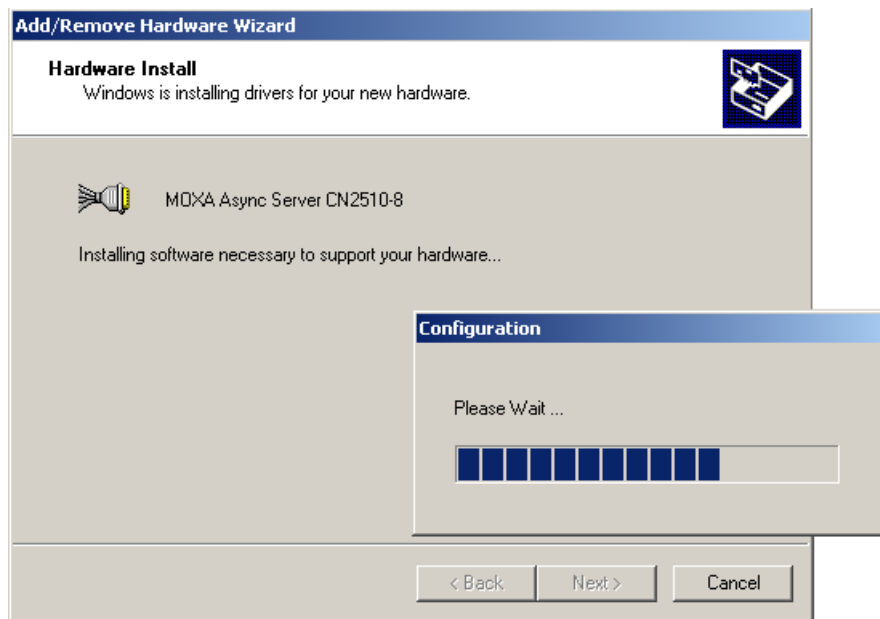 Add/Remove Hardware Wizard
Hardware Install
Windows is installing drivers for your new hardware.
MOXA Async Server CN2510-8
Installing software necessary to support your hardware...
Configuration
Please Wait ...
< Back
Next >
Cancel